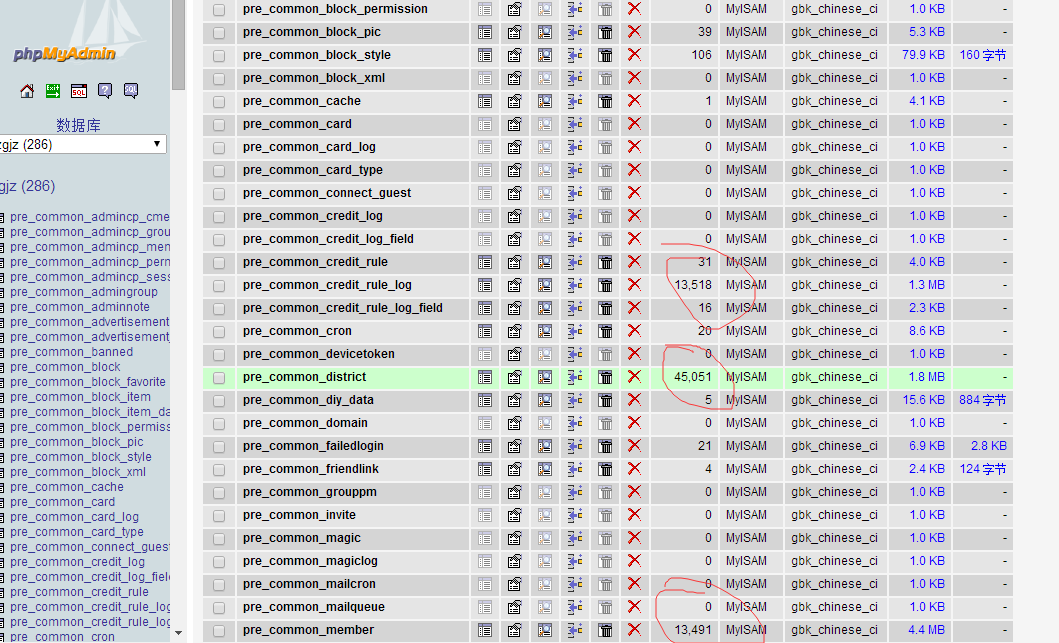 phpMyAdmin
数据库
zgjz (286)
gjz (286)
pre_common_admincp_cme
pre_common_admincp_grou
pre_common_admincp_men
pre_common_admincp_perm
pre_common_admincp_sess
pre_common_admingroup
pre_common_adminnote
pre_common_advertisement
pre_common_advertisement_
pre_common_banned
pre_common_block
pre_common_block_favorite
pre_common_block_item
pre_common_block_item_da
pre_common_block_permiss
pre_common_block_pic
pre_common_block_style
pre_common_block_xml
pre_common_cache
pre_common_card
pre_common_card_log
pre_common_card_type
pre_common_connect_guest
pre_common_credit_log
pre_common_credit_log_field
pre_common_credit_rule
pre_common_credit_rule_log
pre_common_credit_rule_log
pre_common_cron
pre_common_block_permission 0 MyISAM gbk_chinese_ci 1.0 KB -
pre_common_block_pic 39 MyISAM gbk_chinese_ci 5.3 KB -
pre_common_block_style 106 MyISAM gbk_chinese_ci 79.9 KB 160 字节
pre_common_block_xml 0 MyISAM gbk_chinese_ci 1.0 KB -
pre_common_cache 1 MyISAM gbk_chinese_ci 4.1 KB -
pre_common_card 0 MyISAM gbk_chinese_ci 1.0 KB -
pre_common_card_log 0 MyISAM gbk_chinese_ci 1.0 KB -
pre_common_card_type 0 MyISAM gbk_chinese_ci 1.0 KB -
pre_common_connect_guest 0 MyISAM gbk_chinese_ci 1.0 KB -
pre_common_credit_log 0 MyISAM gbk_chinese_ci 1.0 KB -
pre_common_credit_log_field 0 MyISAM gbk_chinese_ci 1.0 KB -
pre_common_credit_rule 31 MyISAM gbk_chinese_ci 4.0 KB -
pre_common_credit_rule_log 13,518 MyISAM gbk_chinese_ci 1.3 MB -
pre_common_credit_rule_log_field 16 MyISAM gbk_chinese_ci 2.3 KB -
pre_common_cron 20 MyISAM gbk_chinese_ci 8.6 KB -
pre_common_devicetoken 0 MyISAM gbk_chinese_ci 1.0 KB -
pre_common_district 45,051 MyISAM gbk_chinese_ci 1.8 MB -
pre_common_diy_data 5 MyISAM gbk_chinese_ci 15.6 KB 884 字节
pre_common_domain 0 MyISAM gbk_chinese_ci 1.0 KB -
pre_common_failedlogin 21 MyISAM gbk_chinese_ci 6.9 KB 2.8 KB
pre_common_friendlink 4 MyISAM gbk_chinese_ci 2.4 KB 124 字节
pre_common_grouppm 0 MyISAM gbk_chinese_ci 1.0 KB -
pre_common_invite 0 MyISAM gbk_chinese_ci 1.0 KB -
pre_common_magic 0 MyISAM gbk_chinese_ci 1.0 KB -
pre_common_magiclog 0 MyISAM gbk_chinese_ci 1.0 KB -
pre_common_mailcron 0 MyISAM gbk_chinese_ci 1.0 KB -
pre_common_mailqueue 0 MyISAM gbk_chinese_ci 1.0 KB -
pre_common_member 13,491 MyISAM gbk_chinese_ci 4.4 MB -